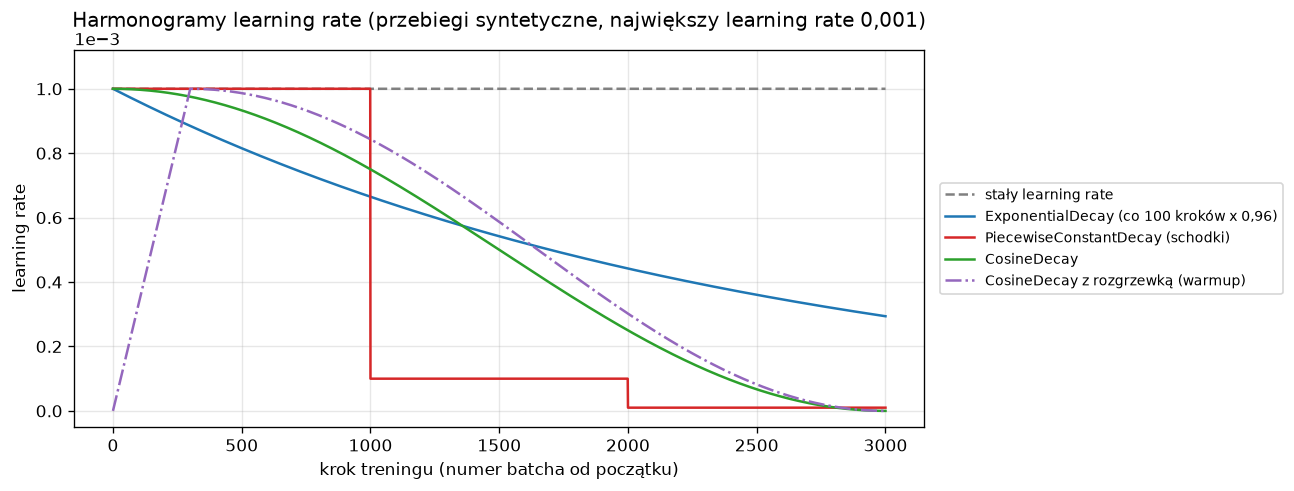 Harmonogramy learning rate (przebiegi syntetyczne, największy learning rate 0,001)
1e−3
1.0
0.8
0.6
0.4
0.2
0.0
learning rate
0 500 1000 1500 2000 2500 3000
krok treningu (numer batcha od początku)
stały learning rate
ExponentialDecay (co 100 kroków x 0,96)
PiecewiseConstantDecay (schodki)
CosineDecay
CosineDecay z rozgrzewką (warmup)